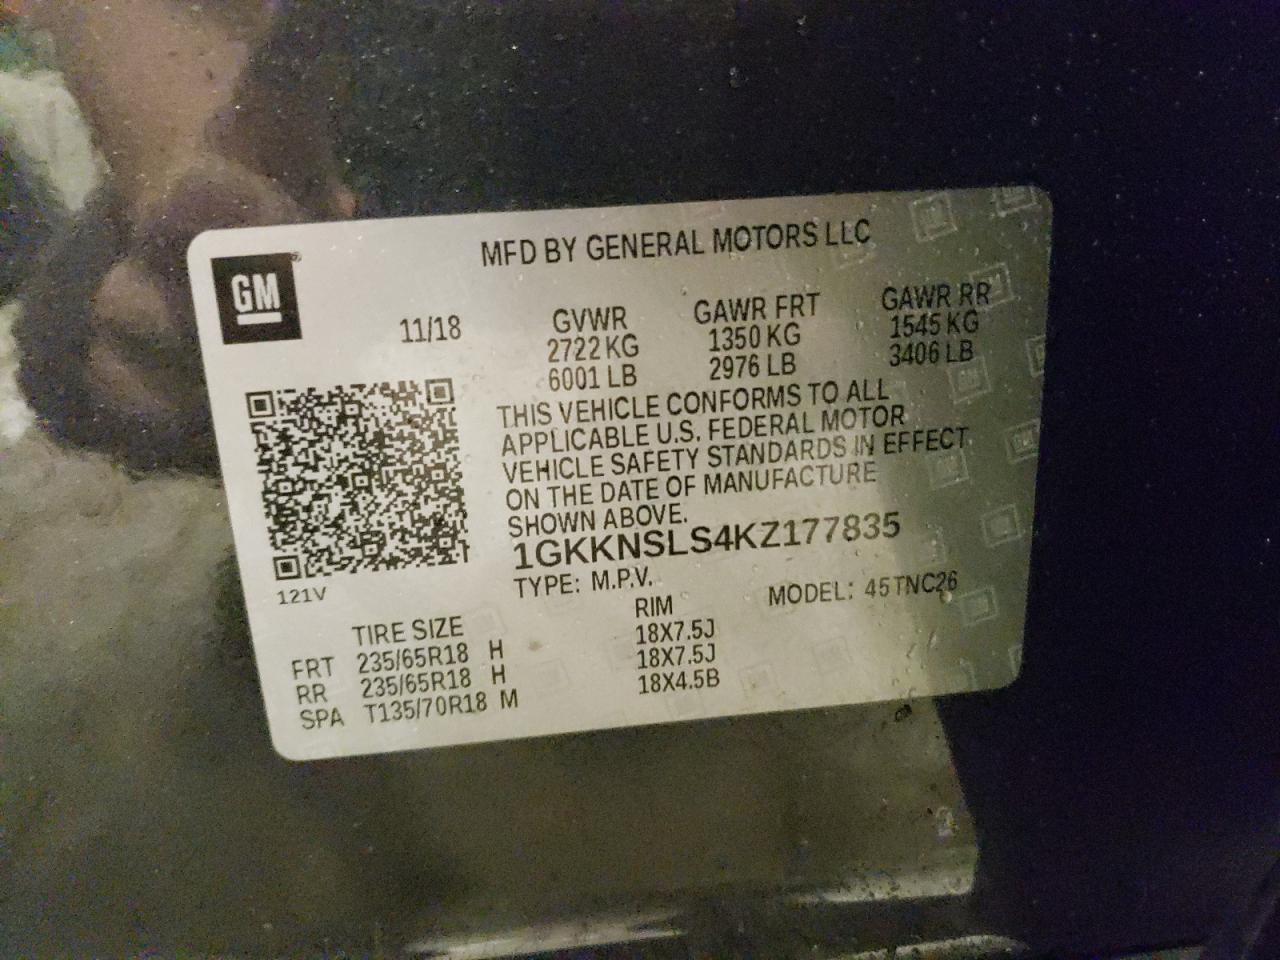 GM
MFD BY GENERAL MOTORS LLC
11/18 GVWR GAWR FRT GAWR RR
2722 KG 1350 KG 1545 KG
6001 LB 2976 LB 3406 LB
THIS VEHICLE CONFORMS TO ALL
APPLICABLE U.S. FEDERAL MOTOR
VEHICLE SAFETY STANDARDS IN EFFECT
ON THE DATE OF MANUFACTURE
SHOWN ABOVE.
1GKKNSLS4KZ177835
121V
TYPE: M.P.V. MODEL: 45TNC26
TIRE SIZE RIM
FRT 235/65R18 H 18X7.5J
RR 235/65R18 H 18X7.5J
SPA T135/70R18 M 18X4.5B